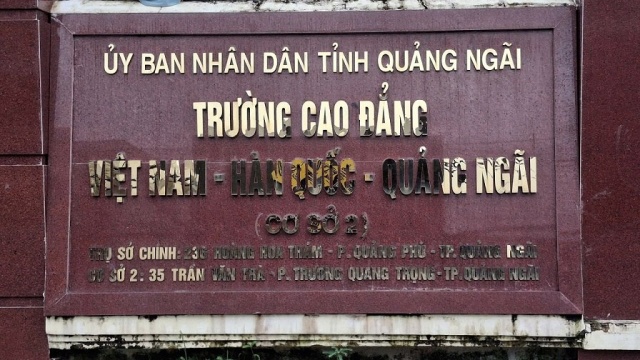 ỦY BAN NHÂN DÂN TỈNH QUẢNG NGÃI
TRƯỜNG CAO ĐẲNG
VIỆT NAM - HÀN QUỐC - QUẢNG NGÃI
(CƠ SỞ 2)
TRỤ SỞ CHÍNH: 236 HOÀNG HOA THÁM - P. QUẢNG PHÚ - TP. QUẢNG NGÃI
CƠ SỞ 2: 35 TRẦN VĂN TRÀ - P. TRƯƠNG QUANG TRỌNG - TP. QUẢNG NGÃI